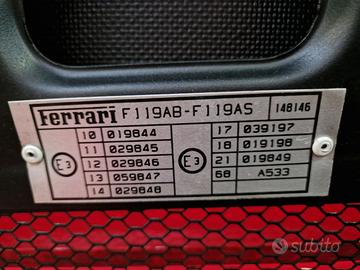 Ferrari F119AB-F119AS 148146
10 019844
11 029845
12 029846
13 059847
14 029848
E3
E3
17 039197
18 019198
21 019849
68 A533
subito